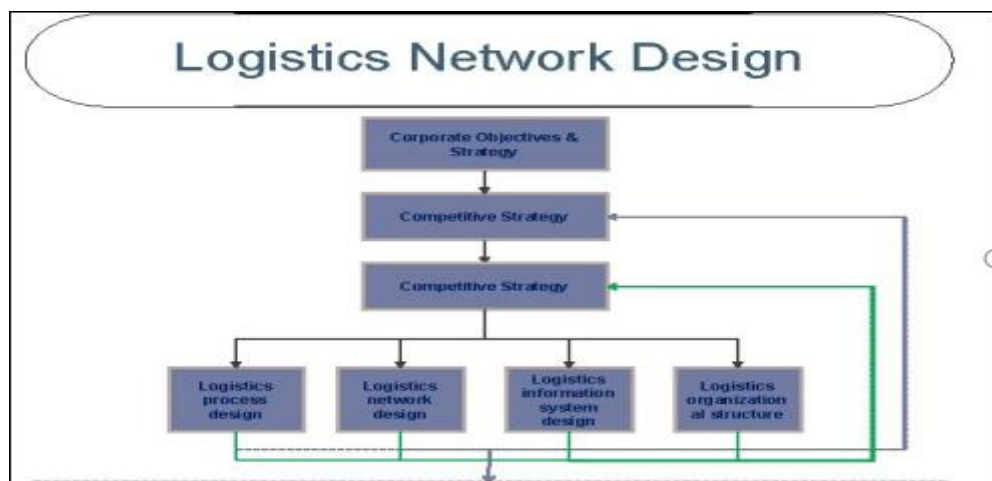 Logistics Network Design
Corporate Objectives &
Strategy
Competitive Strategy
Competitive Strategy
Logistics
process
design
Logistics
network
design
Logistics
information
system
design
Logistics
organization
al structure